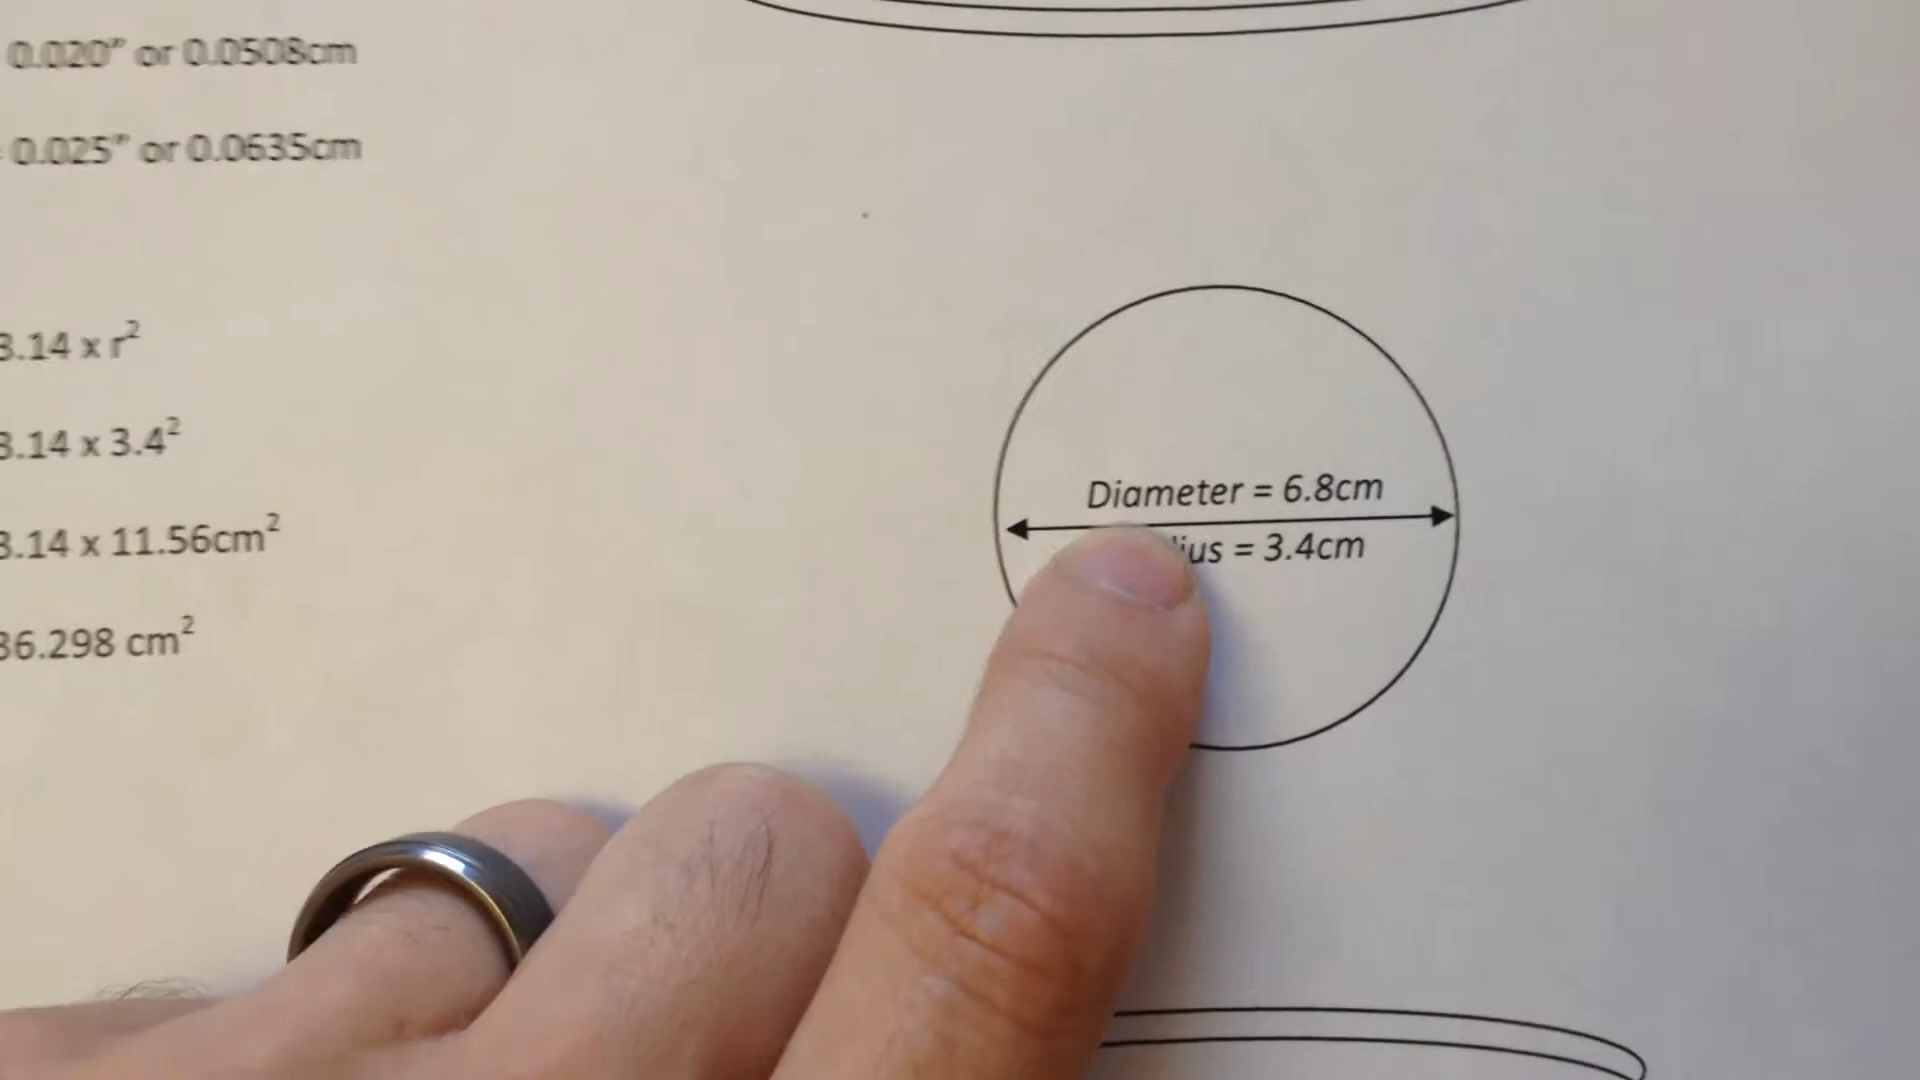 0.020" or 0.0508cm
0.025" or 0.0635cm
3.14 x r²
3.14 x 3.4²
3.14 x 11.56cm²
36.298 cm²
Diameter = 6.8cm
ius = 3.4cm